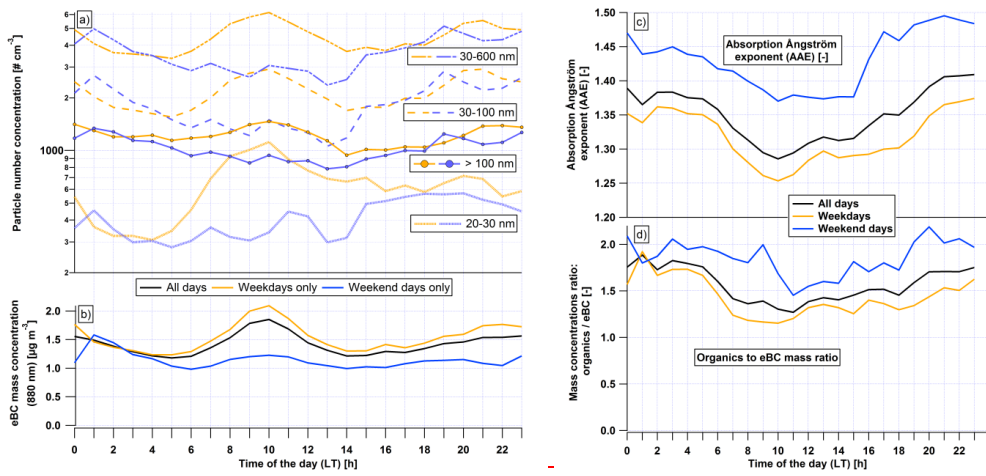 a)
Particle number concentration [# cm⁻³]
6
5
4
3
2
1000
9
8
7
6
5
4
3
2
30-600 nm
30-100 nm
> 100 nm
20-30 nm
All days
Weekdays only
Weekend days only
b)
eBC mass concentration
(880 nm) [µg m⁻³]
2.0
1.5
1.0
0.5
0.0
0 2 4 6 8 10 12 14 16 18 20 22
Time of the day (LT) [h]
c)
Absorption Ångström
exponent (AAE) [-]
1.50
1.45
1.40
1.35
1.30
1.25
1.20
Absorption Ångström
exponent (AAE) [-]
All days
Weekdays
Weekend days
d)
Mass concentrations ratio:
organics / eBC [-]
2.0
1.5
1.0
0.5
0.0
Organics to eBC mass ratio
0 2 4 6 8 10 12 14 16 18 20 22
Time of the day (LT) [h]